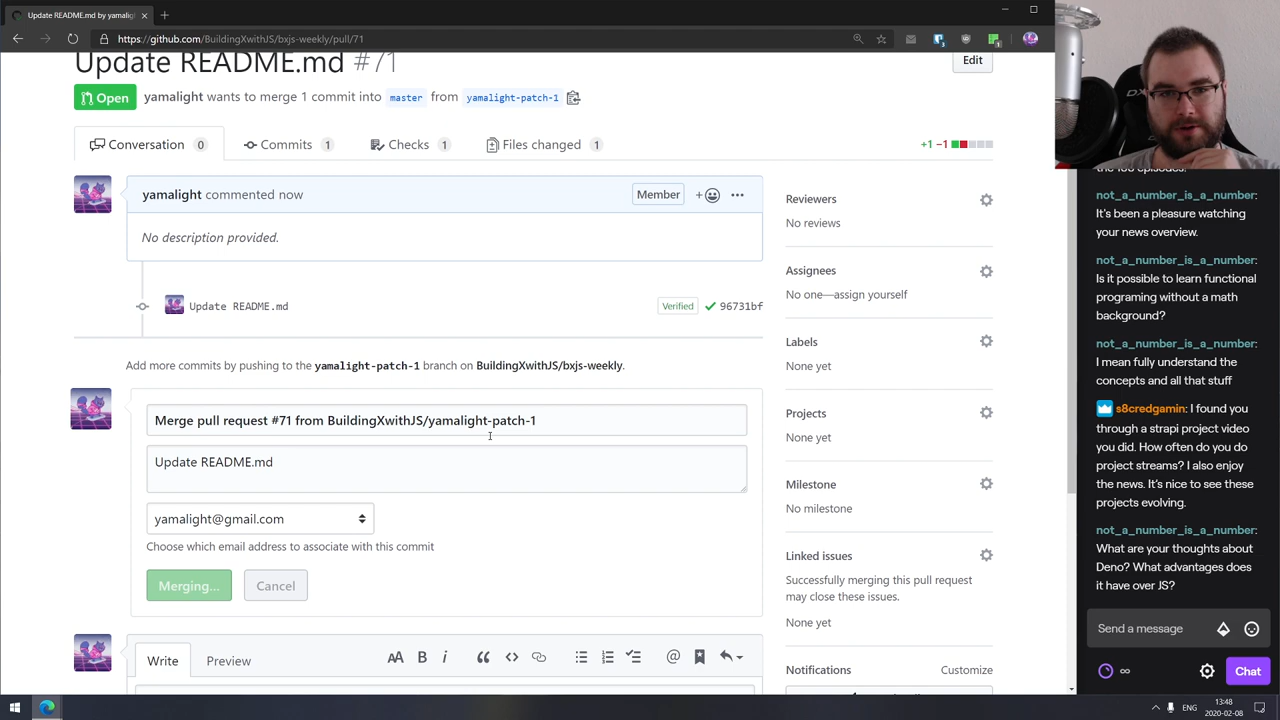 Update README.md by yamalig
https://github.com/BuildingXwithJS/bxjs-weekly/pull/71
Update README.md #71
Edit
Open
yamalight wants to merge 1 commit into master from yamalight-patch-1
Conversation 0
Commits 1
Checks 1
Files changed 1
+1 −1
yamalight commented now
Member
No description provided.
Update README.md
Verified
96731bf
Add more commits by pushing to the yamalight-patch-1 branch on BuildingXwithJS/bxjs-weekly.
Merge pull request #71 from BuildingXwithJS/yamalight-patch-1
Update README.md
yamalight@gmail.com
Choose which email address to associate with this commit
Merging...
Cancel
Write
Preview
AA B i
Reviewers
No reviews
Assignees
No one—assign yourself
Labels
None yet
Projects
None yet
Milestone
No milestone
Linked issues
Successfully merging this pull request
may close these issues.
None yet
Notifications
Customize
DX
not_a_number_is_a_number:
It's been a pleasure watching
your news overview.
not_a_number_is_a_number:
Is it possible to learn functional
programing without a math
background?
not_a_number_is_a_number:
I mean fully understand the
concepts and all that stuff
s8credgamin: I found you
through a strapi project video
you did. How often do you do
project streams? I also enjoy
the news. It's nice to see these
projects evolving.
not_a_number_is_a_number:
What are your thoughts about
Deno? What advantages does
it have over JS?
Send a message
∞
Chat
ENG
13:48
2020-02-08